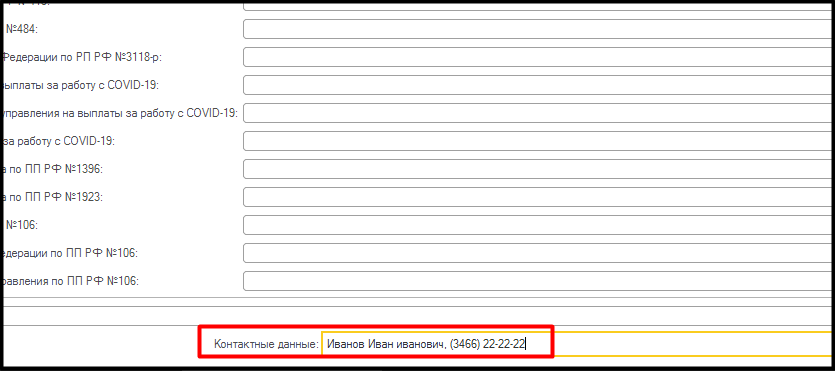 №484:
Федерации по РП РФ №3118-р:
выплаты за работу с COVID-19:
управления на выплаты за работу с COVID-19:
за работу с COVID-19:
а по ПП РФ №1396:
а по ПП РФ №1923:
№106:
едерации по ПП РФ №106:
равления по ПП РФ №106:
Контактные данные: Иванов Иван иванович, (3466) 22-22-22